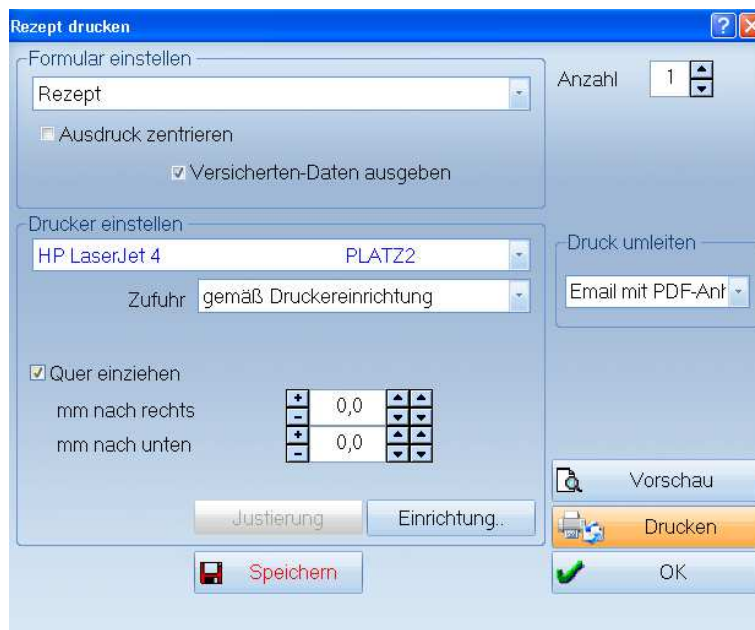 Rezept drucken
Formular einstellen
Rezept
Ausdruck zentrieren
Versicherten-Daten ausgeben
Anzahl 1
Drucker einstellen
HP LaserJet 4 PLATZ2
Zufuhr gemäß Druckereinrichtung
Druck umleiten
Email mit PDF-Anh
Quer einziehen
mm nach rechts 0,0
mm nach unten 0,0
Justierung Einrichtung..
Speichern
Vorschau
Drucken
OK